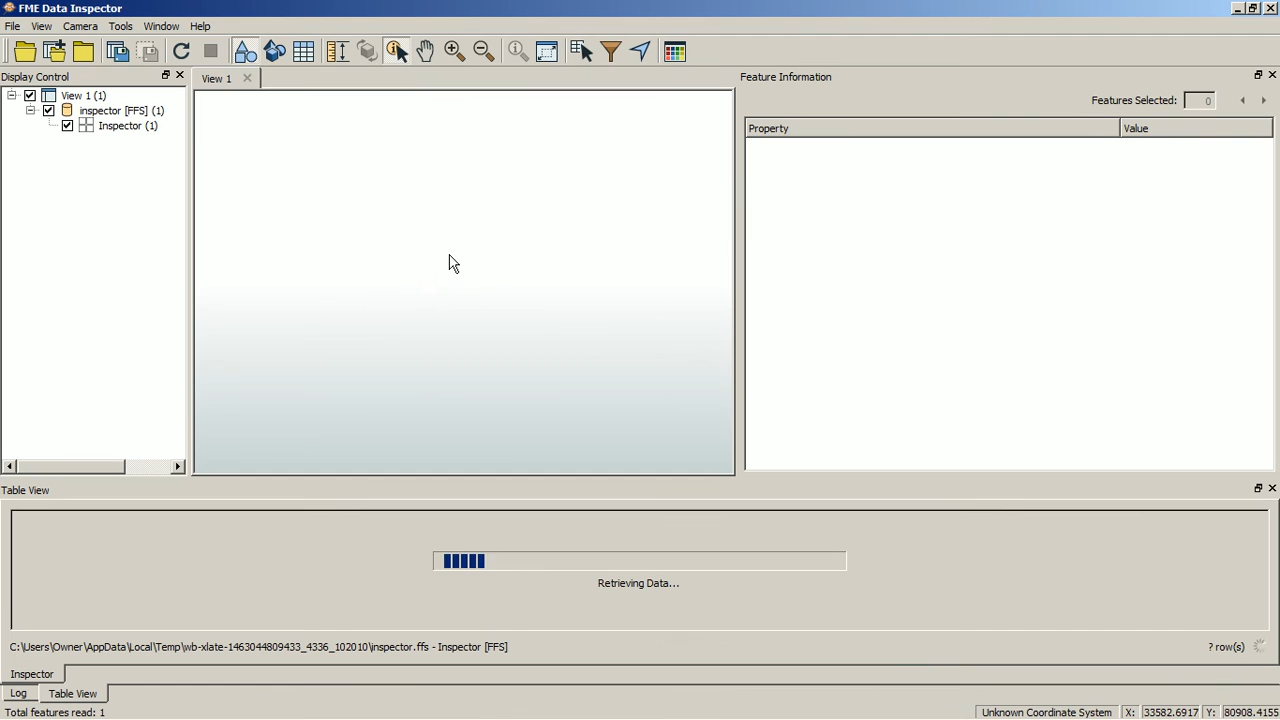 FME Data Inspector
File View Camera Tools Window Help
Display Control
View 1
Feature Information
View 1 (1)
inspector [FFS] (1)
Inspector (1)
Features Selected: 0
Property Value
Table View
Retrieving Data...
C:\Users\Owner\AppData\Local\Temp\wb-xlate-1463044809433_4336_102010\inspector.ffs - Inspector [FFS]
? row(s)
Inspector
Log Table View
Total features read: 1
Unknown Coordinate System X: 33582.6917 Y: 80908.4155